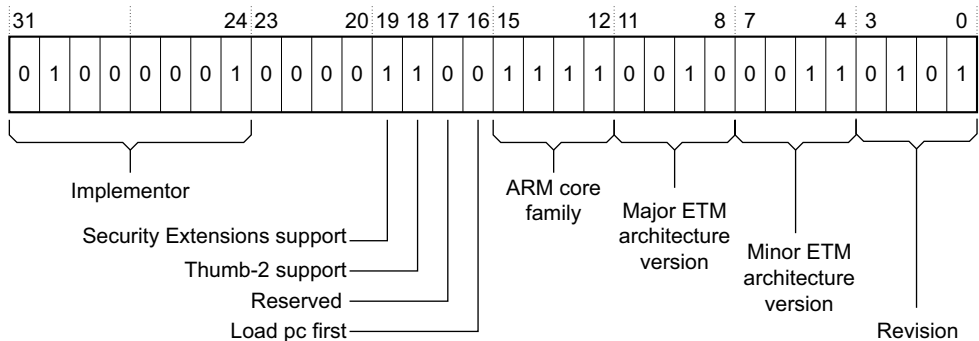 31 24 23 20 19 18 17 16 15 12 11 8 7 4 3 0
0 1 0 0 0 0 0 1 0 0 0 0 1 1 0 0 1 1 1 1 0 0 1 0 0 0 1 1 0 1 0 1
Implementor
Security Extensions support
Thumb-2 support
Reserved
Load pc first
ARM core
family
Major ETM
architecture
version
Minor ETM
architecture
version
Revision